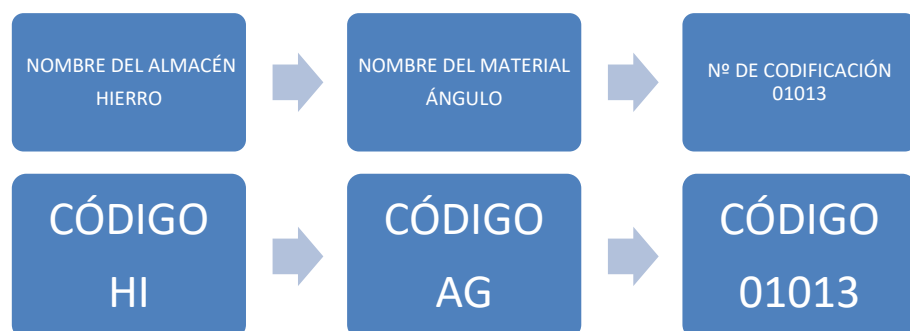 NOMBRE DEL ALMACÉN
HIERRO
NOMBRE DEL MATERIAL
ÁNGULO
Nº DE CODIFICACIÓN
01013
CÓDIGO
HI
CÓDIGO
AG
CÓDIGO
01013